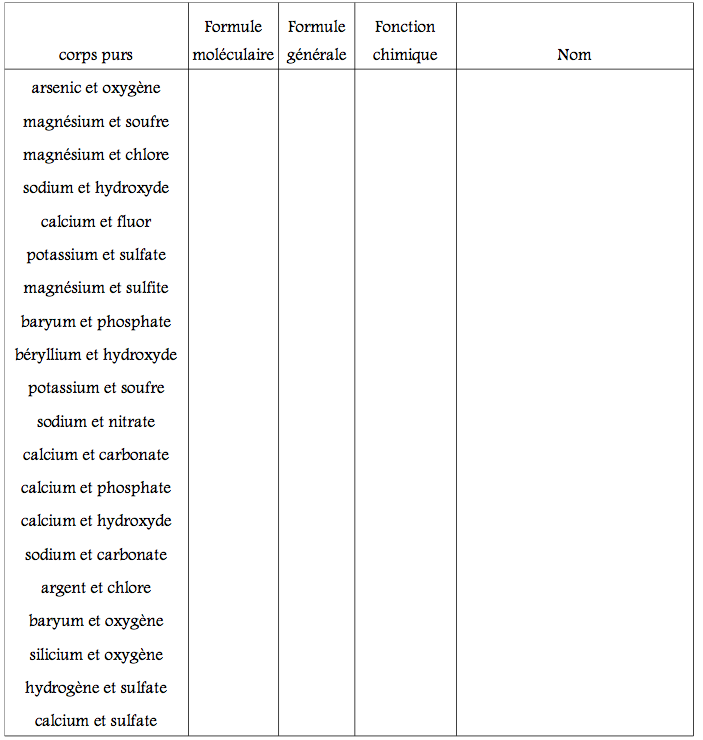 corps purs Formule moléculaire Formule générale Fonction chimique Nom
arsenic et oxygène
magnésium et soufre
magnésium et chlore
sodium et hydroxyde
calcium et fluor
potassium et sulfate
magnésium et sulfite
baryum et phosphate
béryllium et hydroxyde
potassium et soufre
sodium et nitrate
calcium et carbonate
calcium et phosphate
calcium et hydroxyde
sodium et carbonate
argent et chlore
baryum et oxygène
silicium et oxygène
hydrogène et sulfate
calcium et sulfate